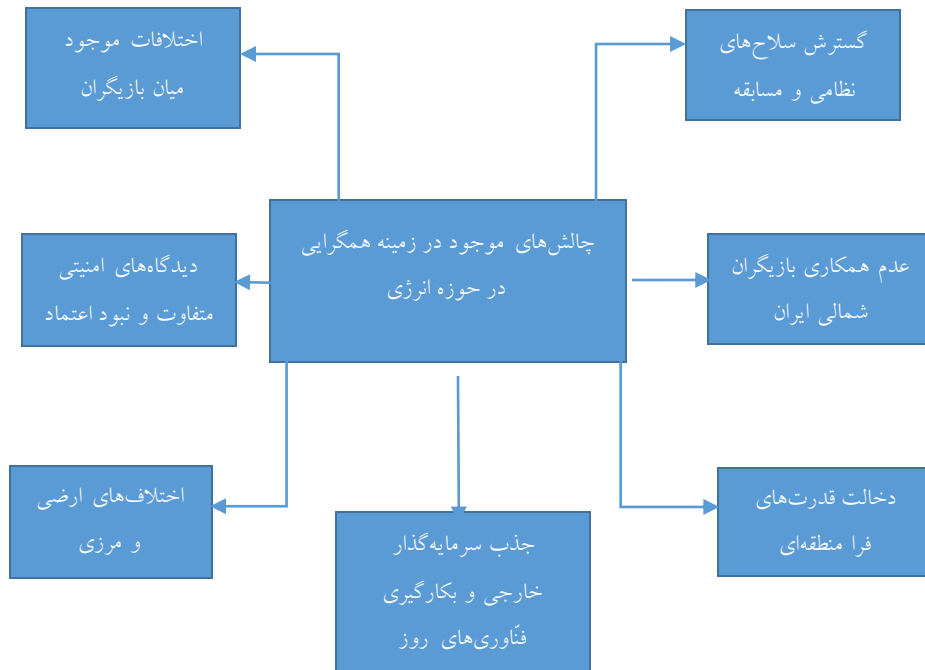 گسترش سلاح‌های
نظامی و مسابقه
اختلافات موجود
میان بازیگران
چالش‌های موجود در زمینه همگرایی
در حوزه انرژی
عدم همکاری بازیگران
شمالی ایران
دیدگاه‌های امنیتی
متفاوت و نبود اعتماد
دخالت قدرت‌های
فرا منطقه‌ای
اختلاف‌های ارضی
و مرزی
جذب سرمایه‌گذار
خارجی و بکارگیری
فنّاوری‌های روز